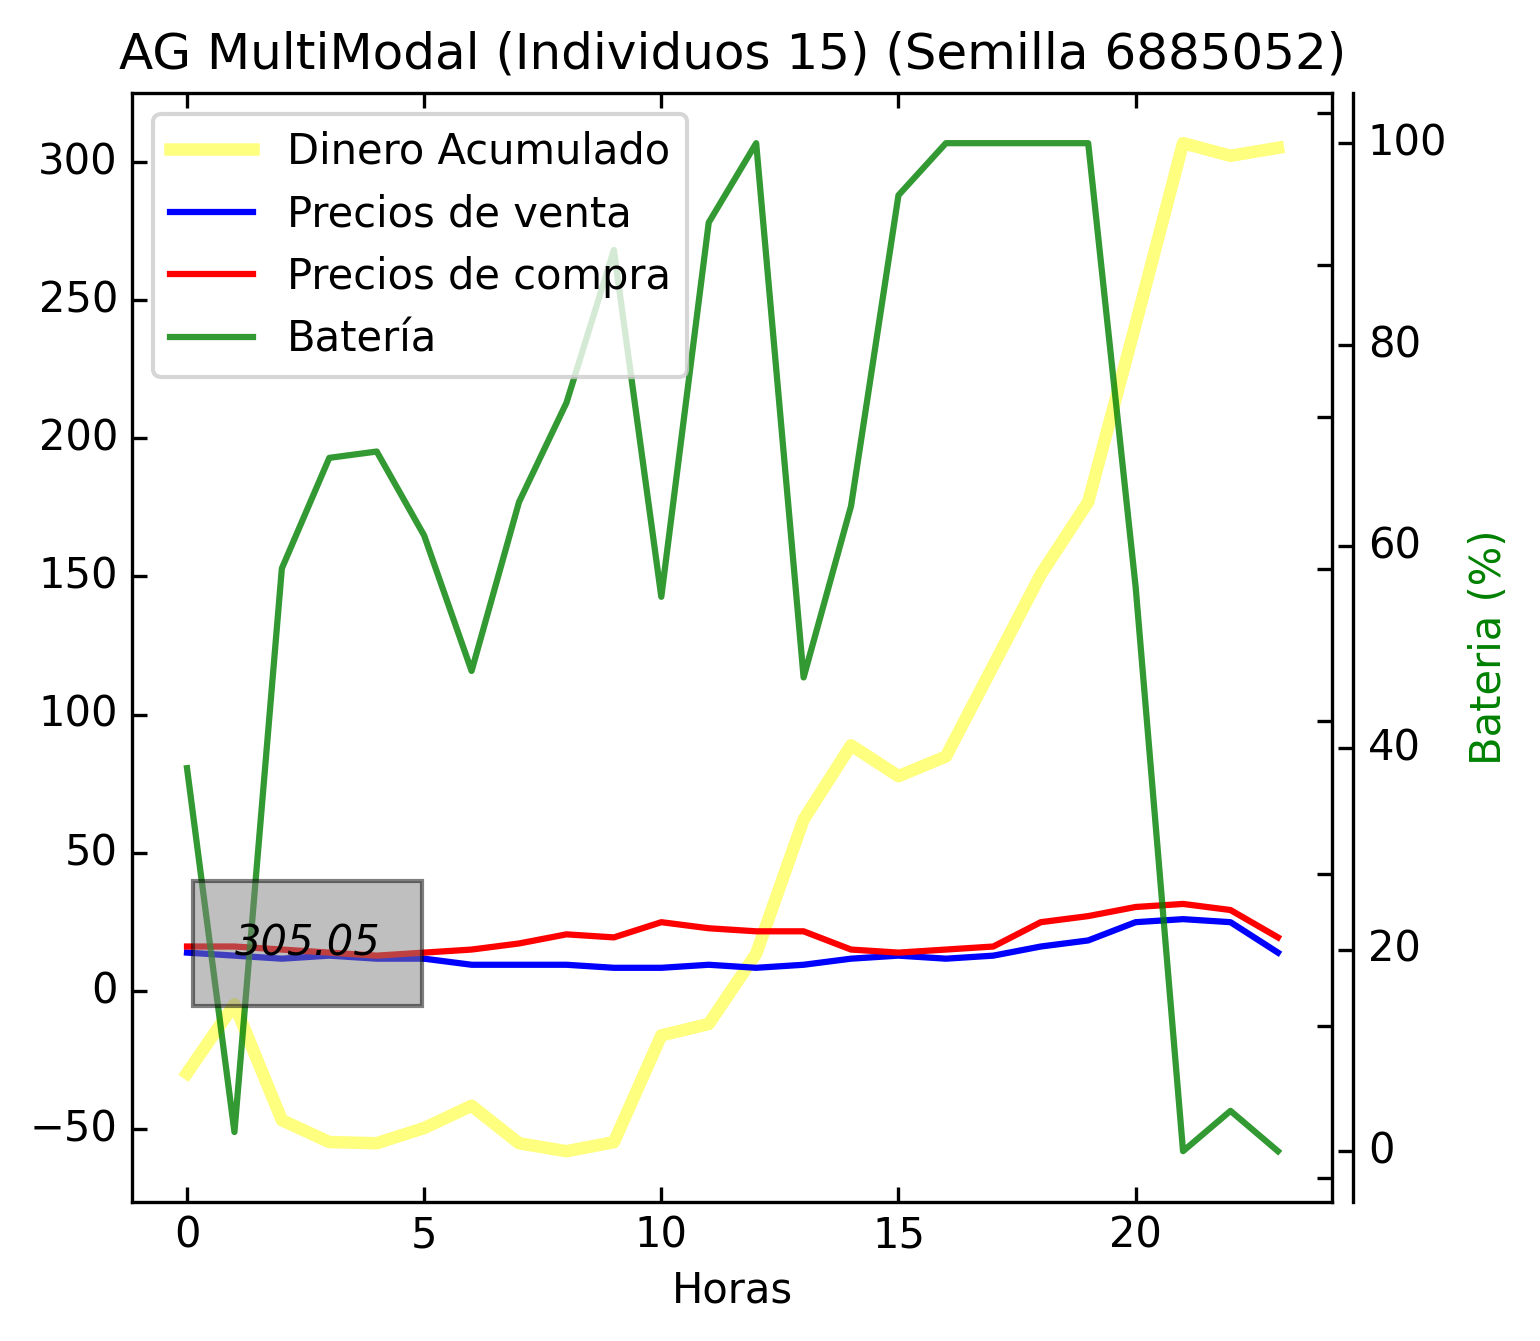 AG MultiModal (Individuos 15) (Semilla 6885052)
Dinero Acumulado
Precios de venta
Precios de compra
Batería
300
250
200
150
100
50
0
−50
305.05
100
80
60
40
20
0
Bateria (%)
0 5 10 15 20
Horas